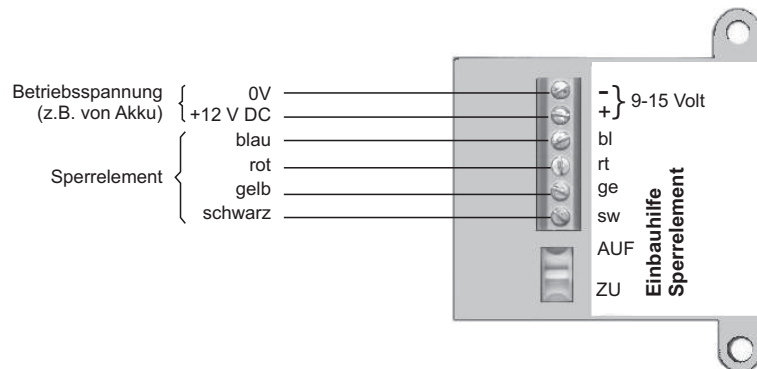 Betriebsspannung
(z.B. von Akku)
0V
+12 V DC
Sperrelement
blau
rot
gelb
schwarz
-
+
9-15 Volt
bl
rt
ge
sw
AUF
ZU
Einbauhilfe
Sperrelement